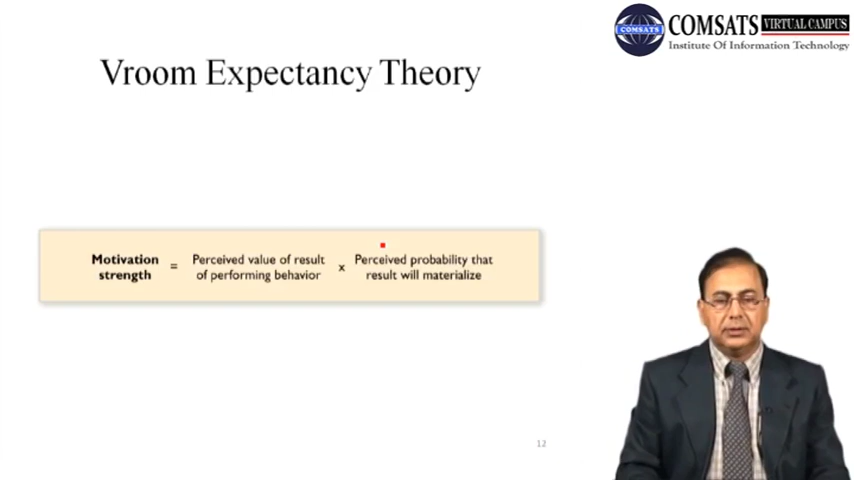 COMSATS VIRTUAL CAMPUS
COMSATS
Institute Of Information Technology
Vroom Expectancy Theory
Motivation strength = Perceived value of result of performing behavior x Perceived probability that result will materialize
12